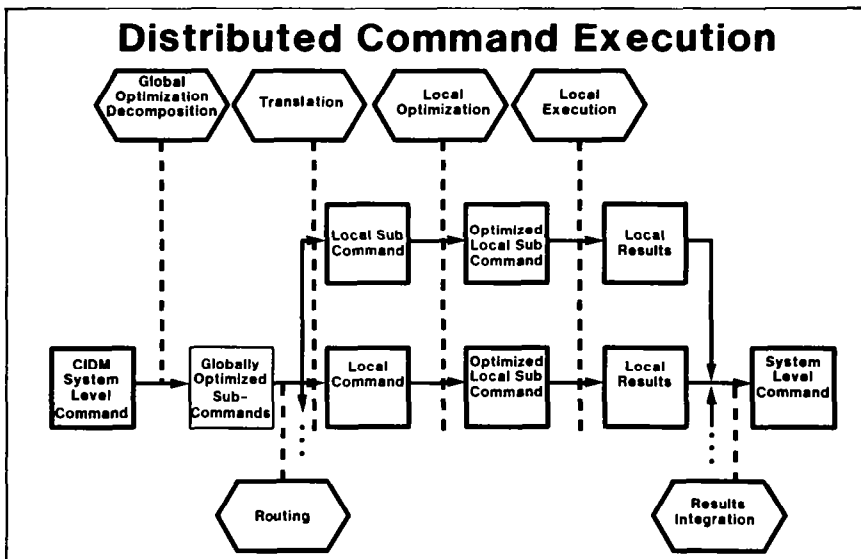 Distributed Command Execution
Global
Optimization
Decomposition
Translation
Local
Optimization
Local
Execution
Local Sub
Command
Optimized
Local Sub
Command
Local
Results
CIDM
System
Level
Command
Globally
Optimized
Sub-
Commands
Local
Command
Optimized
Local Sub
Command
Local
Results
System
Level
Command
Routing
Results
Integration